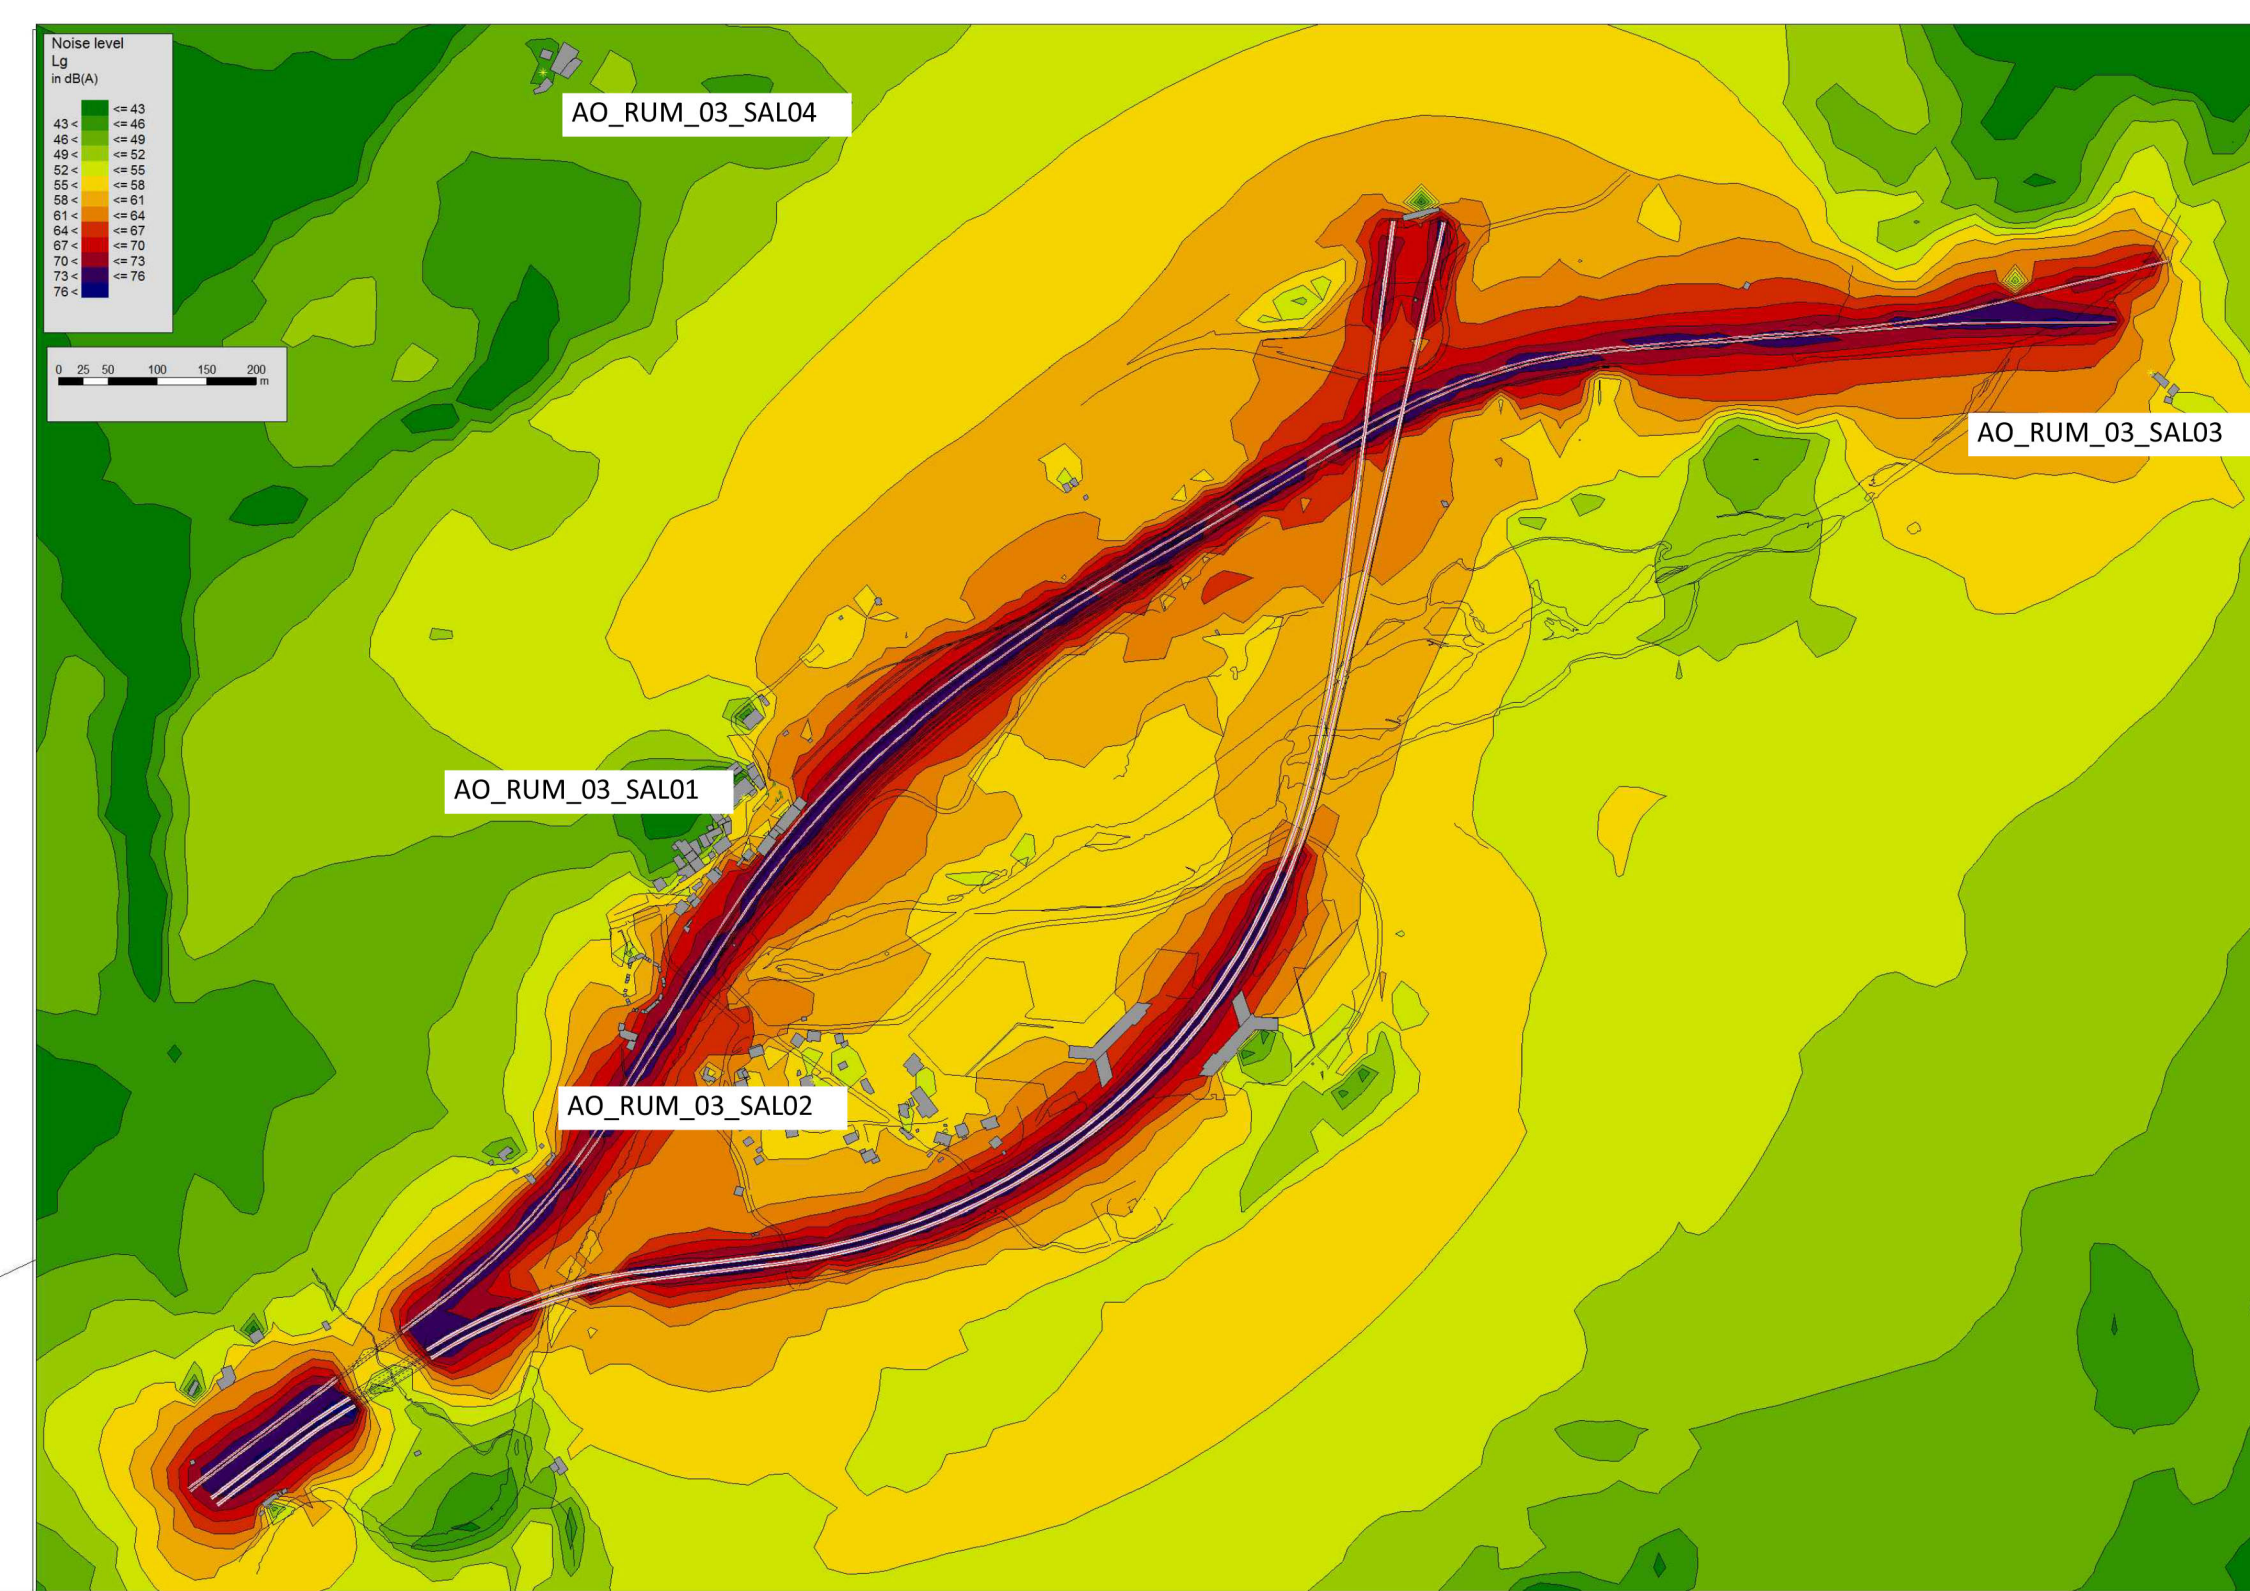 Noise level
Lg
in dB(A)
<= 43
43 < <= 46
46 < <= 49
49 < <= 52
52 < <= 55
55 < <= 58
58 < <= 61
61 < <= 64
64 < <= 67
67 < <= 70
70 < <= 73
73 < <= 76
76 <
0 25 50 100 150 200
m
AO_RUM_03_SAL04
AO_RUM_03_SAL03
AO_RUM_03_SAL01
AO_RUM_03_SAL02